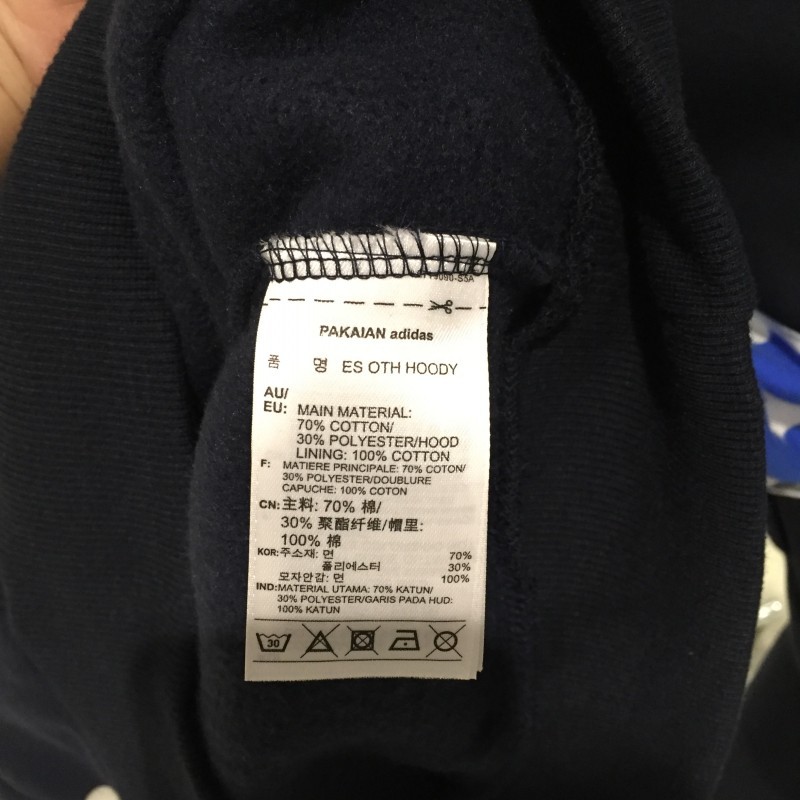 PAKAIAN adidas
품 명 ES OTH HOODY
AU/
EU: MAIN MATERIAL:
70% COTTON/
30% POLYESTER/HOOD
LINING: 100% COTTON
F: MATIERE PRINCIPALE: 70% COTON/
30% POLYESTER/DOUBLURE
CAPUCHE: 100% COTON
CN: 主料: 70% 棉/
30% 聚酯纤维/帽里:
100% 棉
KOR: 주소재: 면 70%
폴리에스터 30%
모자안감: 면 100%
IND: MATERIAL UTAMA: 70% KATUN/
30% POLYESTER/GARIS PADA HUD:
100% KATUN
30